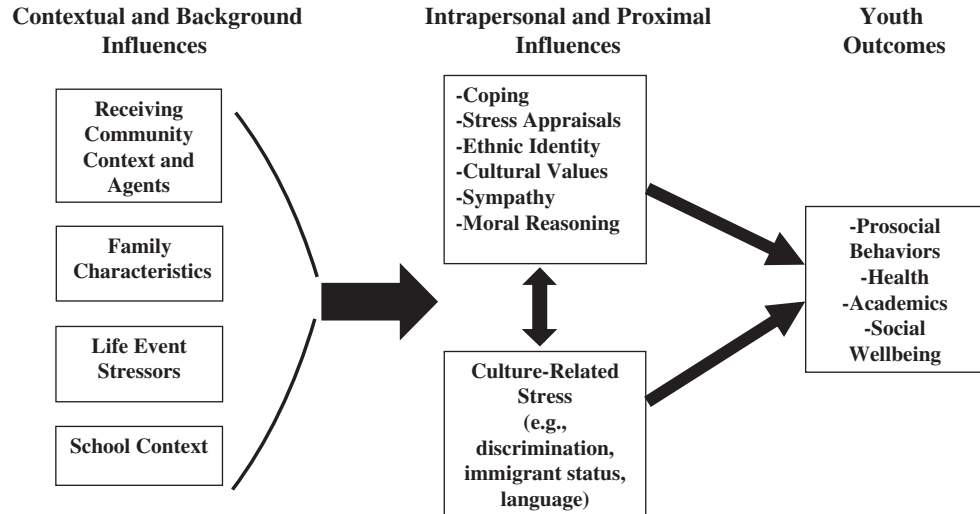 Contextual and Background
Influences
Receiving
Community
Context and
Agents
Family
Characteristics
Life Event
Stressors
School Context
Intrapersonal and Proximal
Influences
-Coping
-Stress Appraisals
-Ethnic Identity
-Cultural Values
-Sympathy
-Moral Reasoning
Culture-Related
Stress
(e.g.,
discrimination,
immigrant status,
language)
Youth
Outcomes
-Prosocial
Behaviors
-Health
-Academics
-Social
Wellbeing